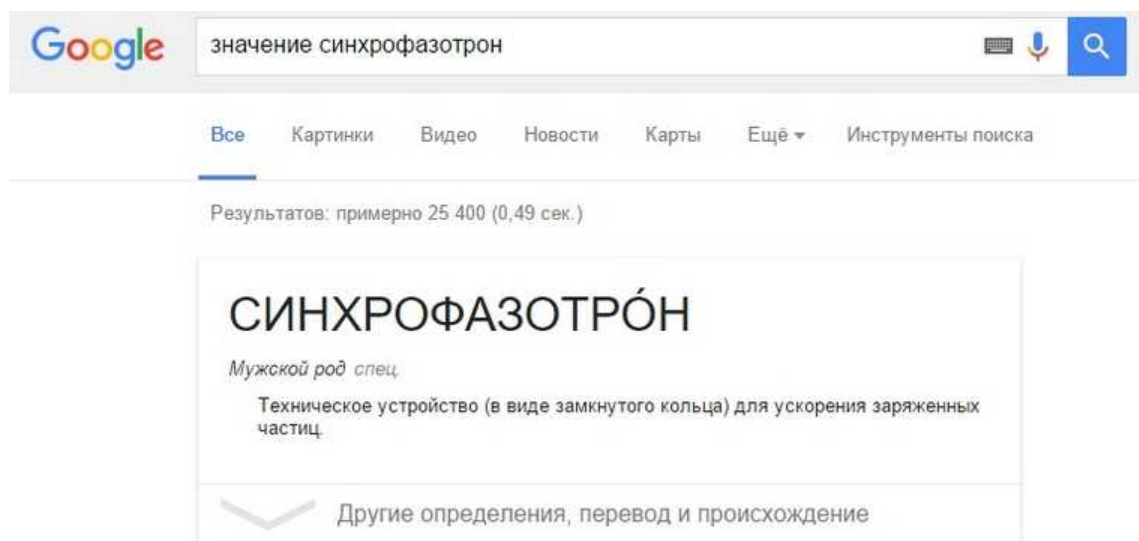 Google значение синхрофазотрон
Все Картинки Видео Новости Карты Ещё Инструменты поиска
Результатов: примерно 25 400 (0,49 сек.)
СИНХРОФАЗОТРО́Н
Мужской род спец.
Техническое устройство (в виде замкнутого кольца) для ускорения заряженных
частиц.
Другие определения, перевод и происхождение